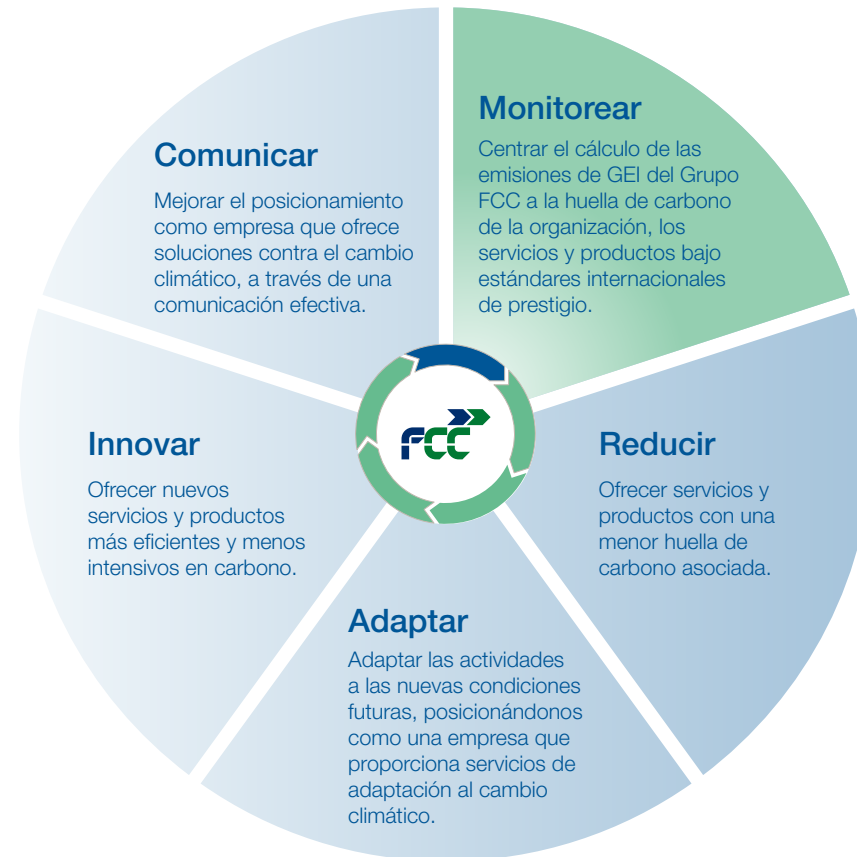 Monitorear
Centrar el cálculo de las
emisiones de GEI del Grupo
FCC a la huella de carbono
de la organización, los
servicios y productos bajo
estándares internacionales
de prestigio.
Reducir
Ofrecer servicios y
productos con una
menor huella de
carbono asociada.
Adaptar
Adaptar las actividades
a las nuevas condiciones
futuras, posicionándonos
como una empresa que
proporciona servicios de
adaptación al cambio
climático.
Innovar
Ofrecer nuevos
servicios y productos
más eficientes y menos
intensivos en carbono.
Comunicar
Mejorar el posicionamiento
como empresa que ofrece
soluciones contra el cambio
climático, a través de una
comunicación efectiva.
FCC